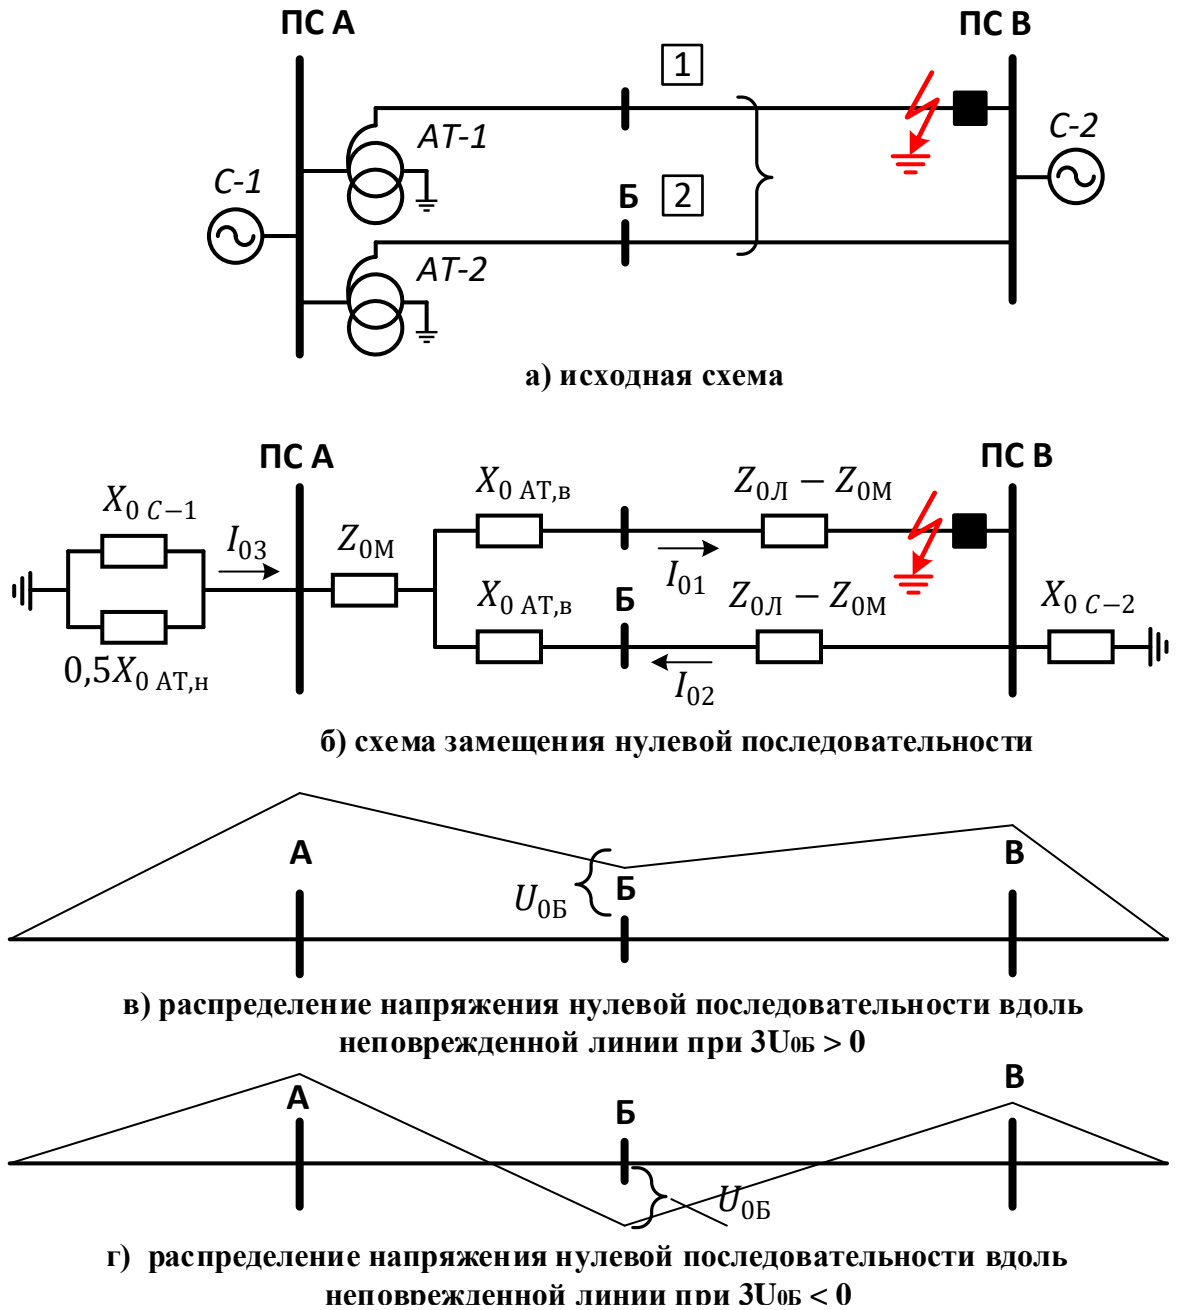 ПС А
ПС В
1
АТ-1
С-2
С-1
Б
2
АТ-2
а) исходная схема
ПС А
ПС В
X0 С−1
X0 АТ,в
Z0Л − Z0М
I03
Z0М
I01
X0 АТ,в
Б
Z0Л − Z0М
X0 С−2
0,5X0 АТ,н
I02
б) схема замещения нулевой последовательности
А
В
U0Б
Б
в) распределение напряжения нулевой последовательности вдоль
неповрежденной линии при 3U0Б > 0
А
В
Б
U0Б
г) распределение напряжения нулевой последовательности вдоль
неповрежденной линии при 3U0Б < 0